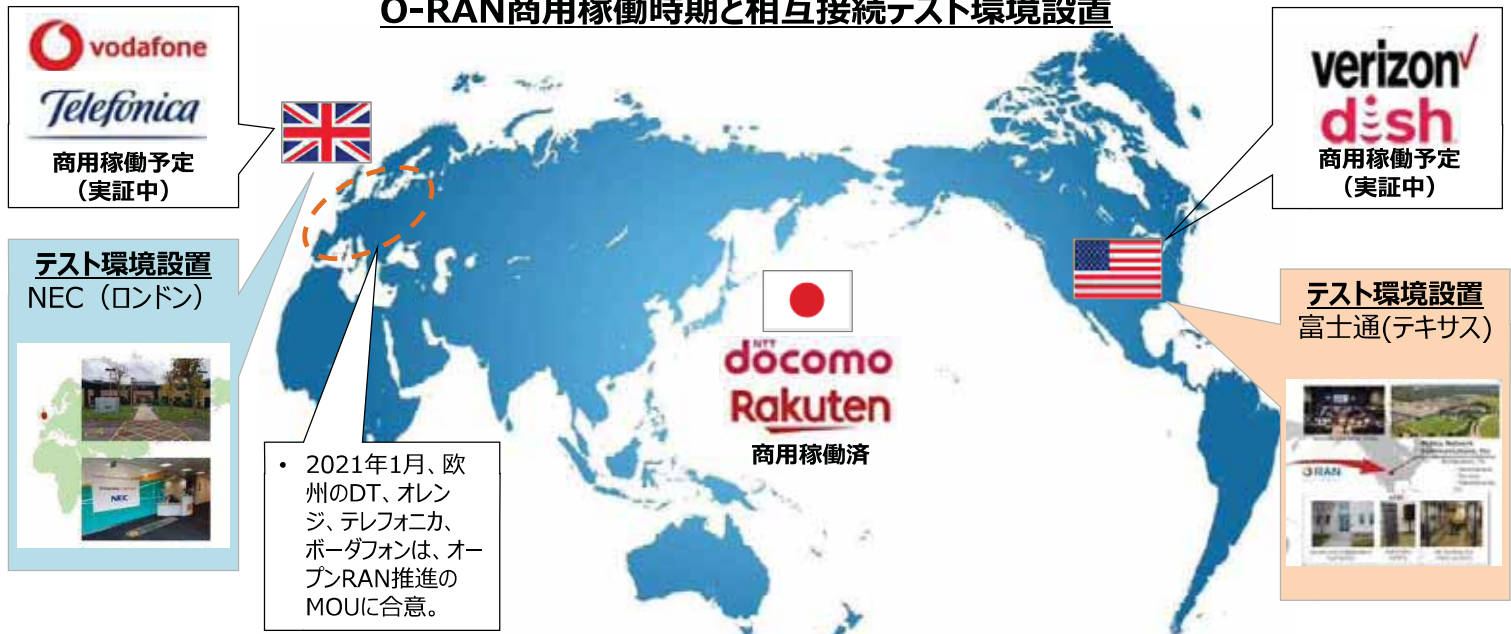 O-RAN商用稼働時期と相互接続テスト環境設置
vodafone
Telefónica
商用稼働予定
（実証中）
verizon
dish
商用稼働予定
（実証中）
テスト環境設置
NEC（ロンドン）
NEC
NTT
döcomo
Rakuten
商用稼働済
テスト環境設置
富士通(テキサス)
RAN
• 2021年1月、欧
州のDT、オレン
ジ、テレフォニカ、
ボーダフォンは、オー
プンRAN推進の
MOUに合意。